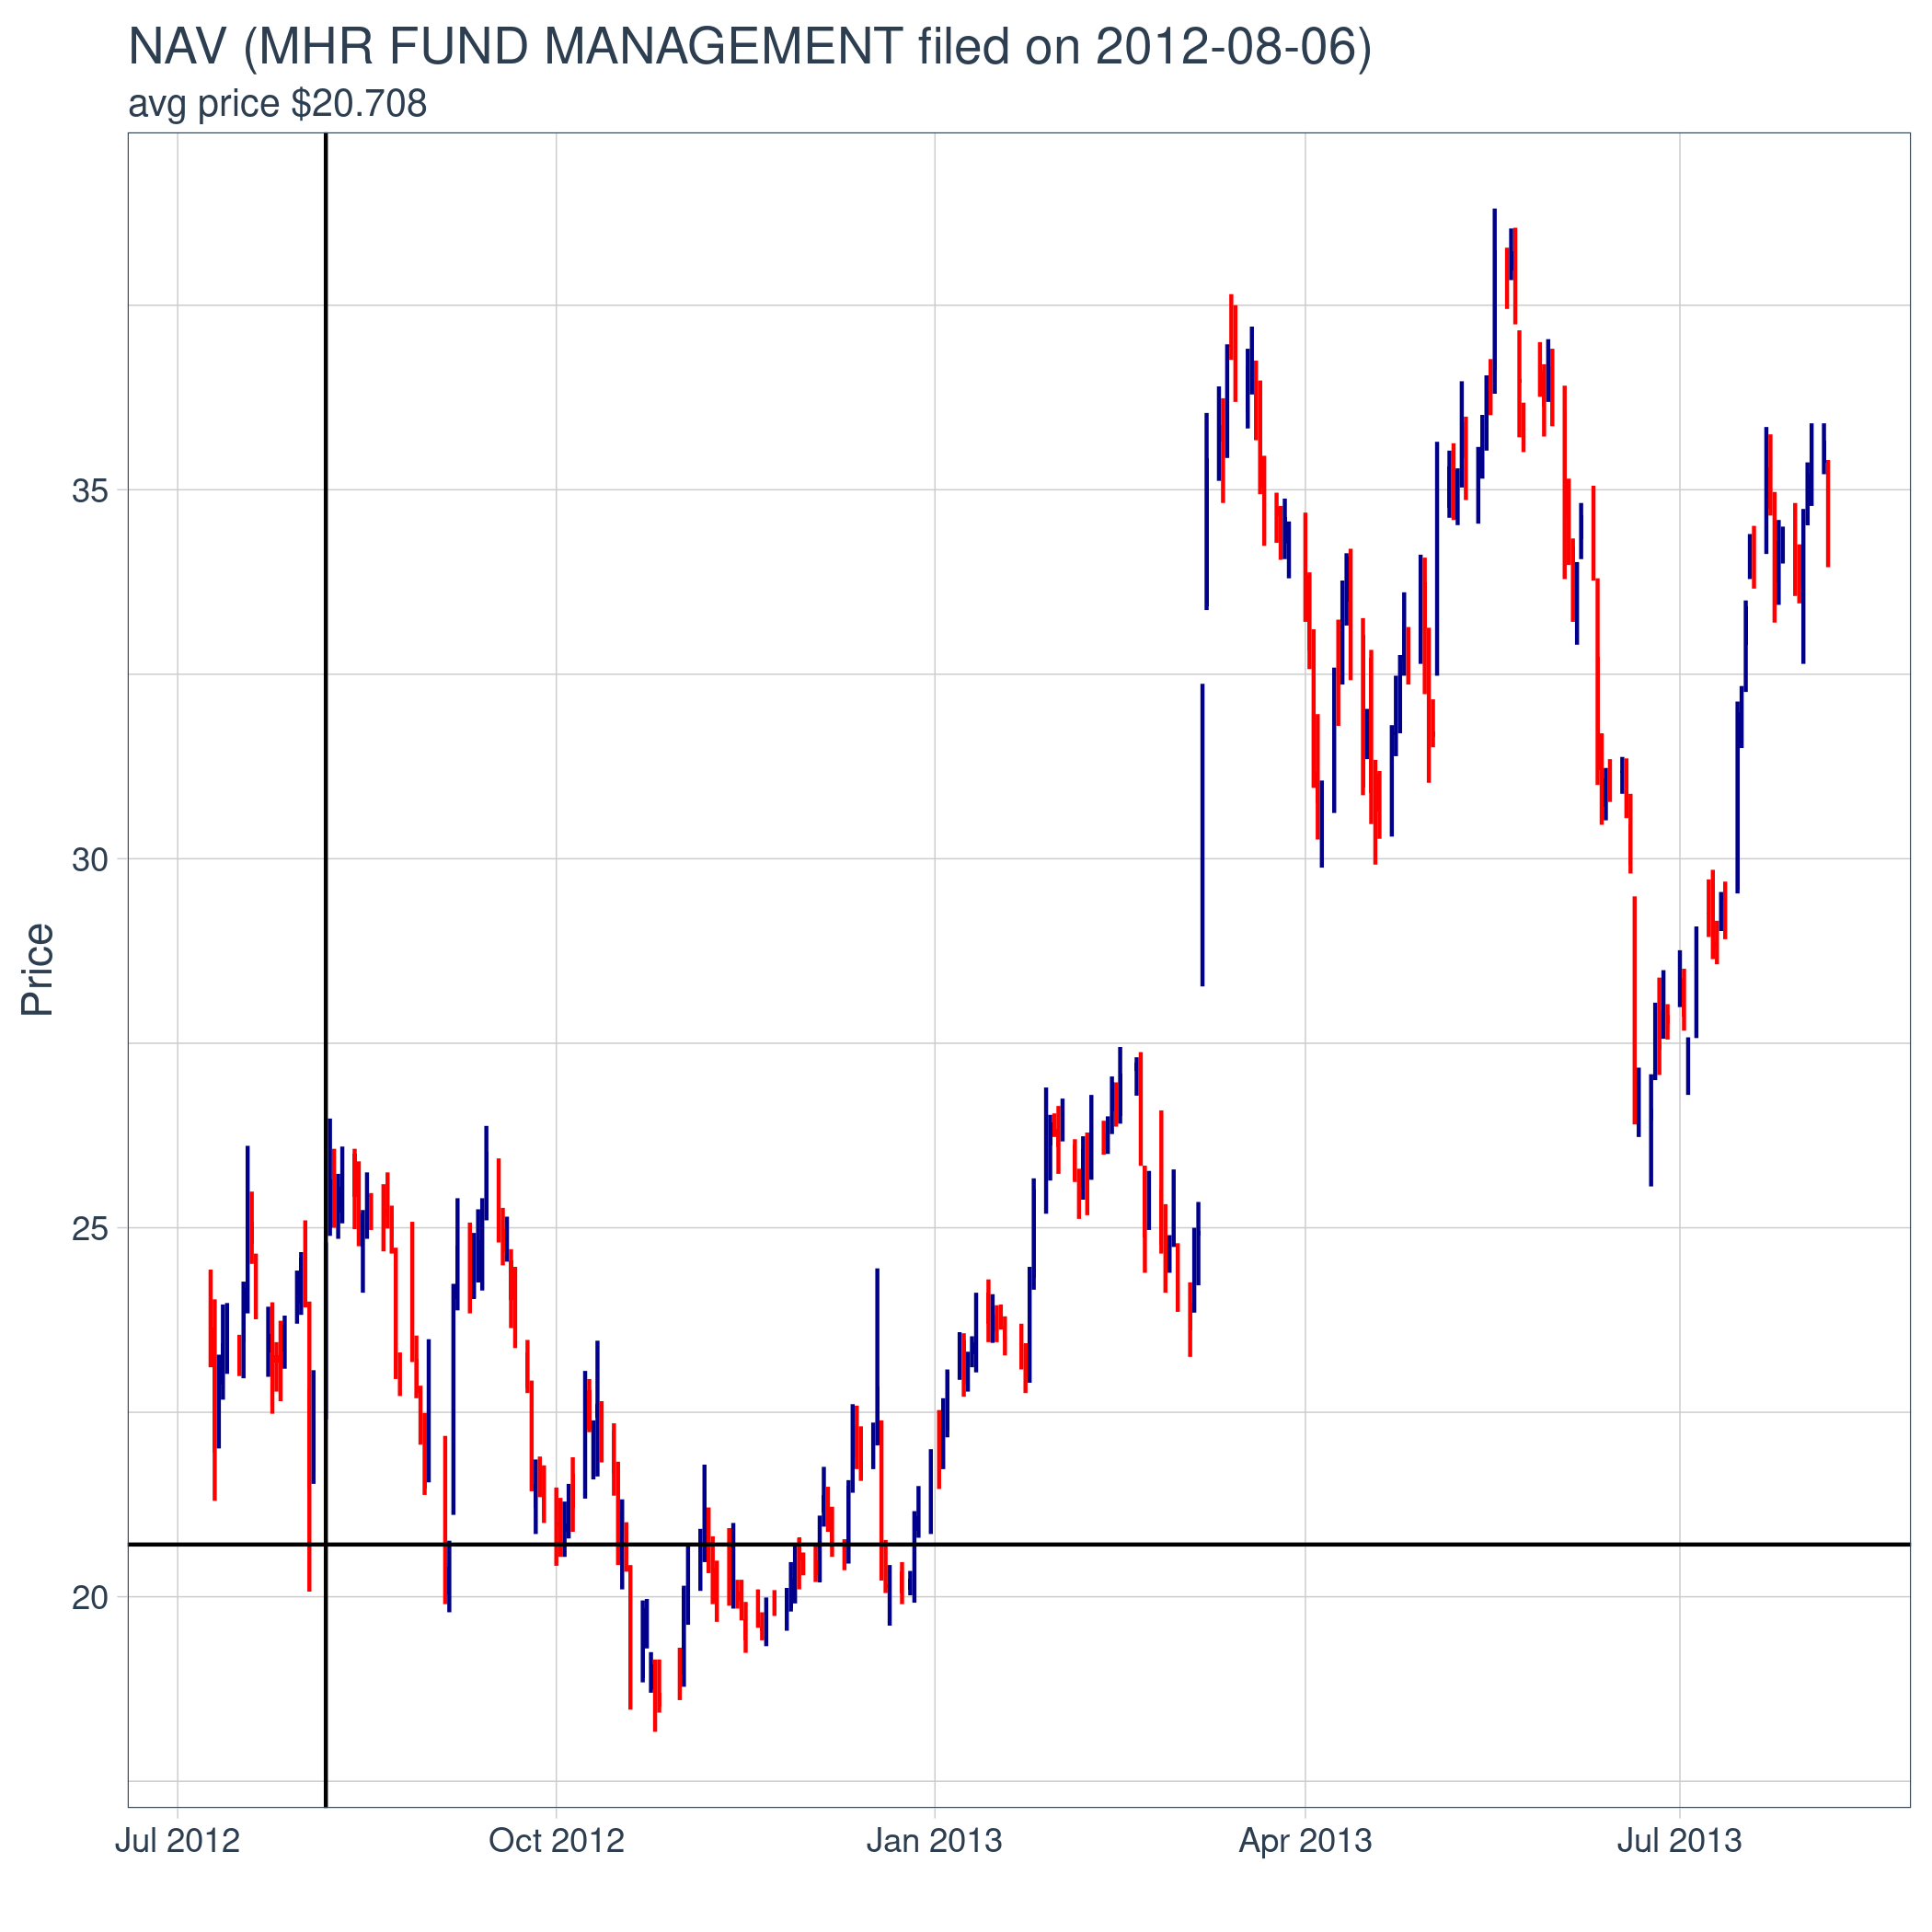 NAV (MHR FUND MANAGEMENT filed on 2012-08-06)
avg price $20.708
Price
35
30
25
20
Jul 2012
Oct 2012
Jan 2013
Apr 2013
Jul 2013